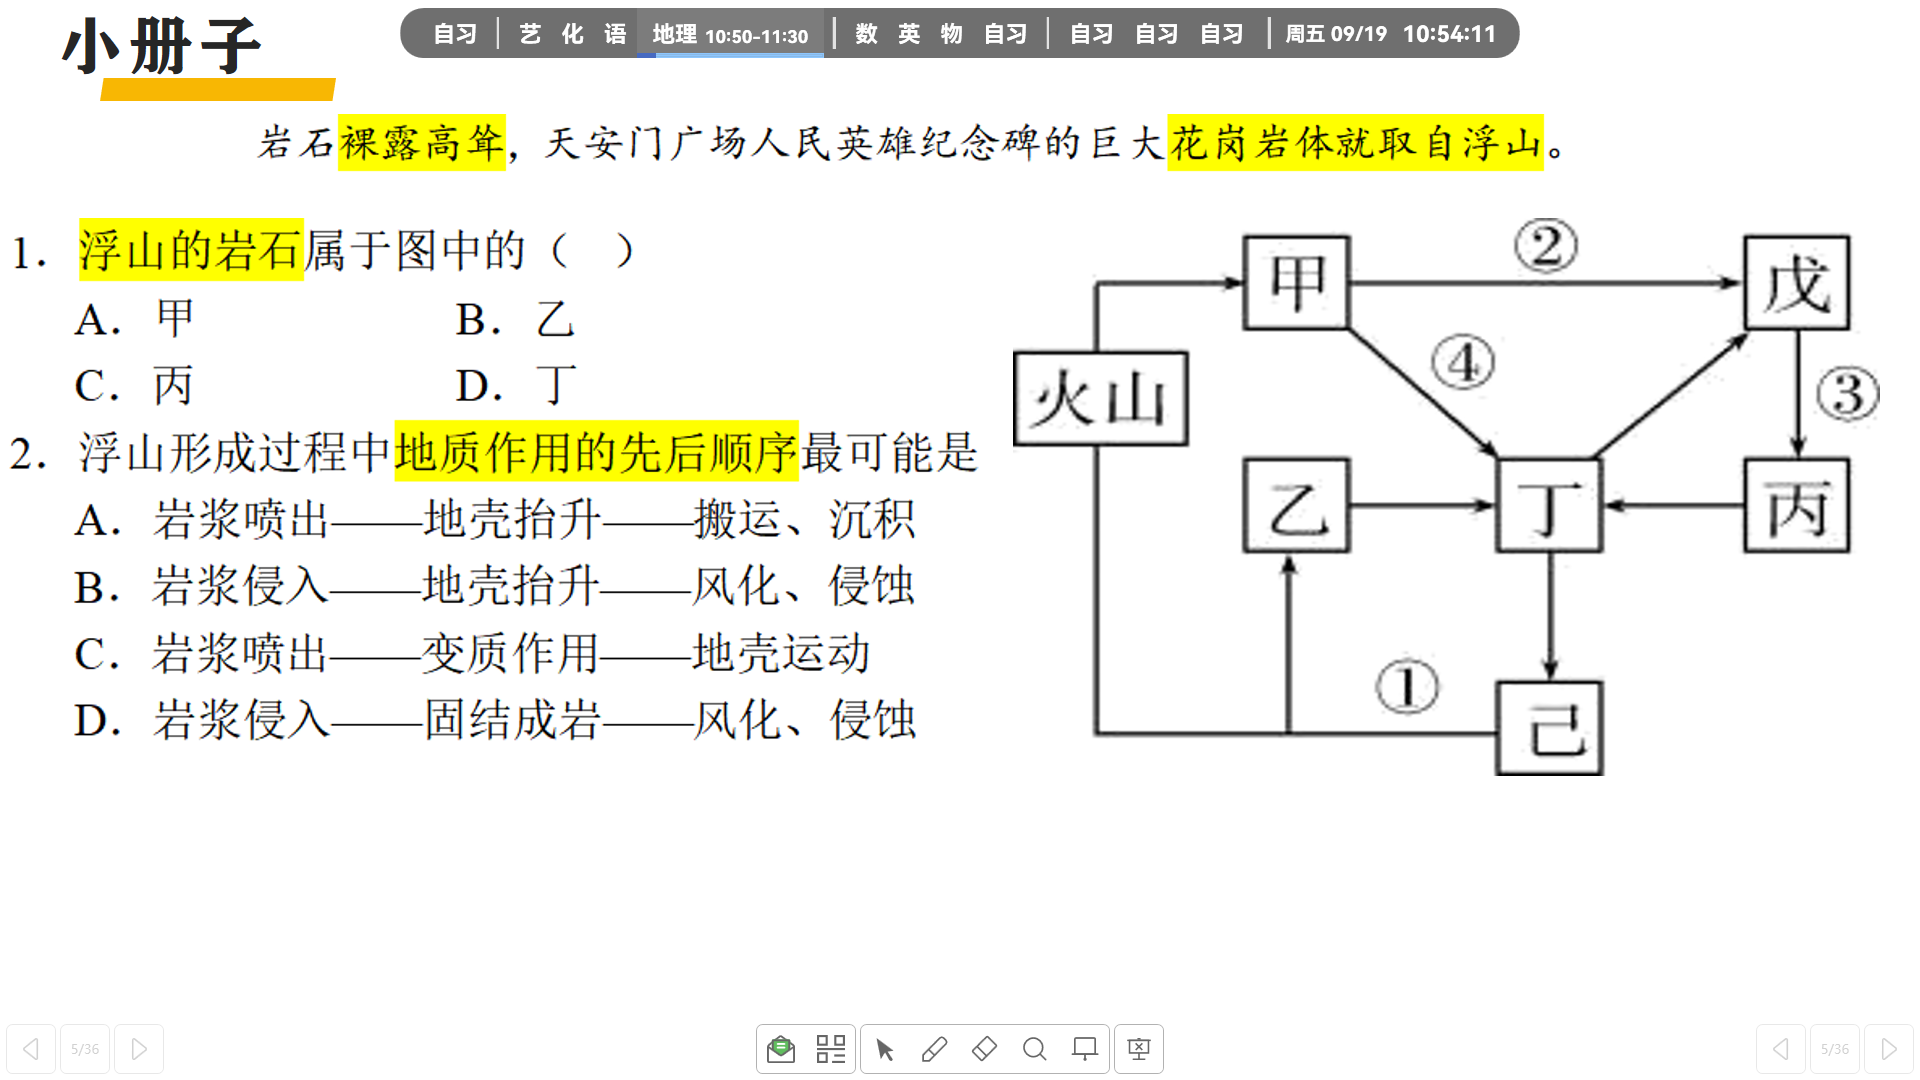 小册子
自习 | 艺 化 语 地理 10:50-11:30 | 数 英 物 自习 | 自习 自习 自习 | 周五 09/19 10:54:11
岩石裸露高耸，天安门广场人民英雄纪念碑的巨大花岗岩体就取自浮山。
1. 浮山的岩石属于图中的（ ）
A. 甲 B. 乙
C. 丙 D. 丁
2. 浮山形成过程中地质作用的先后顺序最可能是
A. 岩浆喷出——地壳抬升——搬运、沉积
B. 岩浆侵入——地壳抬升——风化、侵蚀
C. 岩浆喷出——变质作用——地壳运动
D. 岩浆侵入——固结成岩——风化、侵蚀
甲 ② 戊
④
火山 ③
乙 丁 丙
①
己
5/36
5/36